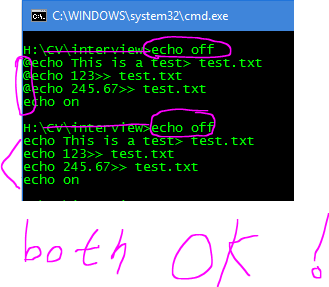 C:\WINDOWS\system32\cmd.exe
H:\CV\interview>echo off
@echo This is a test> test.txt
@echo 123>> test.txt
@echo 245.67>> test.txt
echo on
H:\CV\interview>echo off
echo This is a test> test.txt
echo 123>> test.txt
echo 245.67>> test.txt
echo on
both OK !